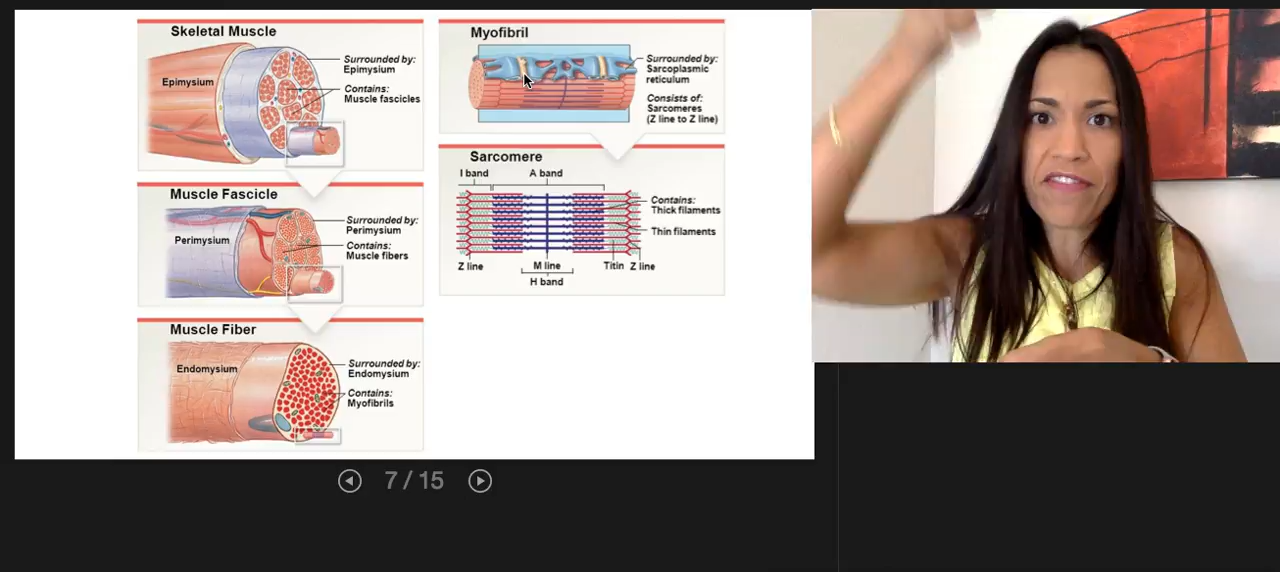 Skeletal Muscle
Epimysium
Surrounded by:
Epimysium
Contains:
Muscle fascicles
Muscle Fascicle
Perimysium
Surrounded by:
Perimysium
Contains:
Muscle fibers
Muscle Fiber
Endomysium
Surrounded by:
Endomysium
Contains:
Myofibrils
Myofibril
Surrounded by:
Sarcoplasmic
reticulum
Consists of:
Sarcomeres
(Z line to Z line)
Sarcomere
I band
A band
Contains:
Thick filaments
Thin filaments
Z line
M line
Titin
Z line
H band
7 / 15